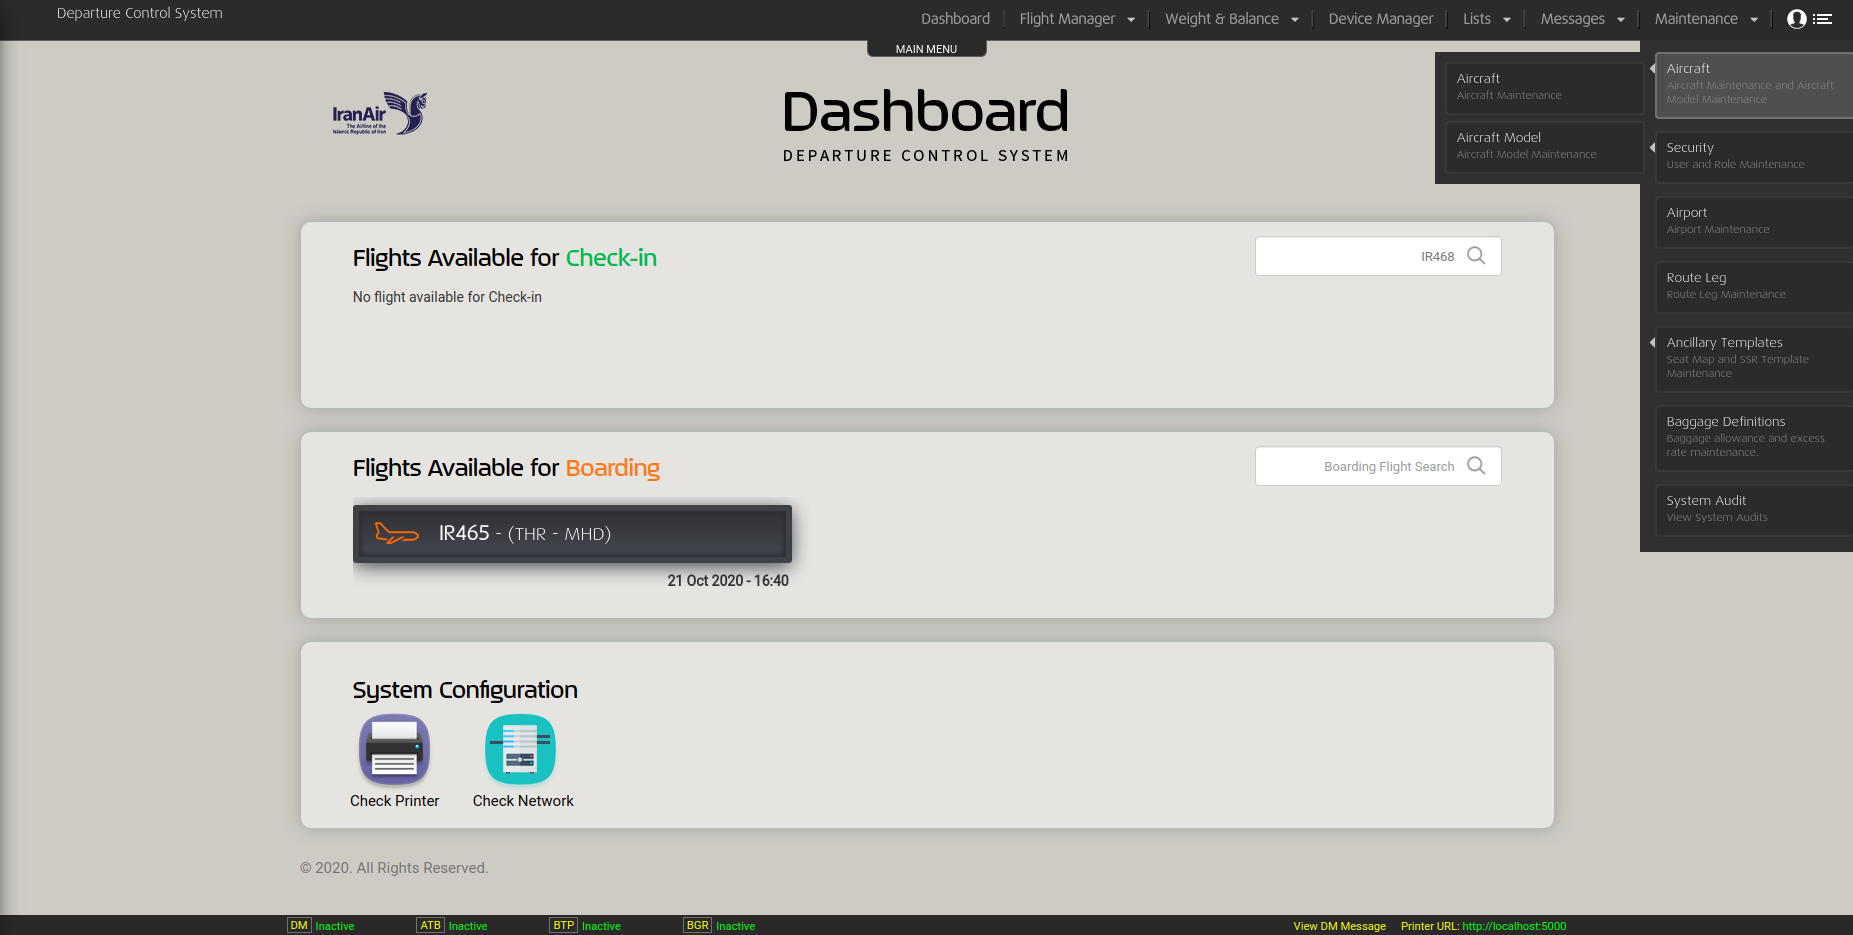 Departure Control System
Dashboard
Flight Manager
Weight & Balance
Device Manager
Lists
Messages
Maintenance
MAIN MENU
IranAir
The Airline of the
Islamic Republic of Iran
Dashboard
DEPARTURE CONTROL SYSTEM
Aircraft
Aircraft Maintenance
Aircraft Model
Aircraft Model Maintenance
Aircraft
Aircraft Maintenance and Aircraft
Model Maintenance
Security
User and Role Maintenance
Airport
Airport Maintenance
Route Leg
Route Leg Maintenance
Ancillary Templates
Seat Map and SSR Template
Maintenance
Baggage Definitions
Baggage allowance and excess
rate maintenance.
System Audit
View System Audits
Flights Available for Check-in
IR468
No flight available for Check-in
Flights Available for Boarding
Boarding Flight Search
IR465 - (THR - MHD)
21 Oct 2020 - 16:40
System Configuration
Check Printer
Check Network
© 2020. All Rights Reserved.
DM Inactive
ATB Inactive
BTP Inactive
BGR Inactive
View DM Message
Printer URL: http://localhost:5000